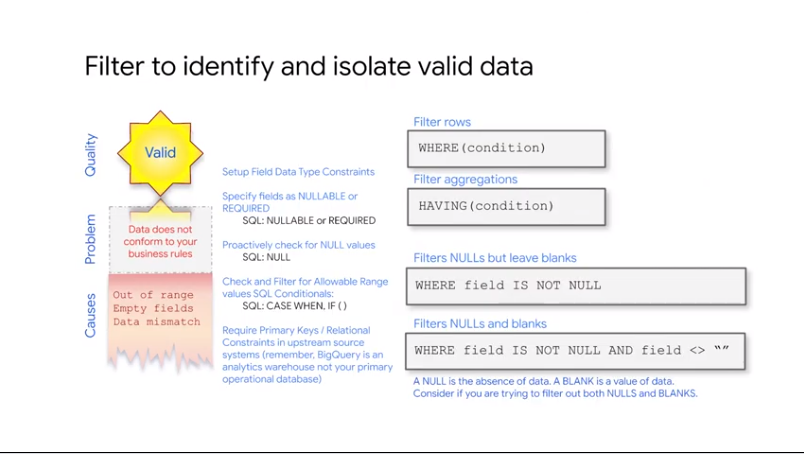 Filter to identify and isolate valid data
Quality
Valid
Problem
Data does not
conform to your
business rules
Causes
Out of range
Empty fields
Data mismatch
Setup Field Data Type Constraints
Specify fields as NULLABLE or
REQUIRED
SQL: NULLABLE or REQUIRED
Proactively check for NULL values
SQL: NULL
Check and Filter for Allowable Range
values SQL Conditionals:
SQL: CASE WHEN, IF ( )
Require Primary Keys / Relational
Constraints in upstream source
systems (remember, BigQuery is an
analytics warehouse not your primary
operational database)
Filter rows
WHERE(condition)
Filter aggregations
HAVING(condition)
Filters NULLs but leave blanks
WHERE field IS NOT NULL
Filters NULLs and blanks
WHERE field IS NOT NULL AND field <> “”
A NULL is the absence of data. A BLANK is a value of data.
Consider if you are trying to filter out both NULLS and BLANKS.